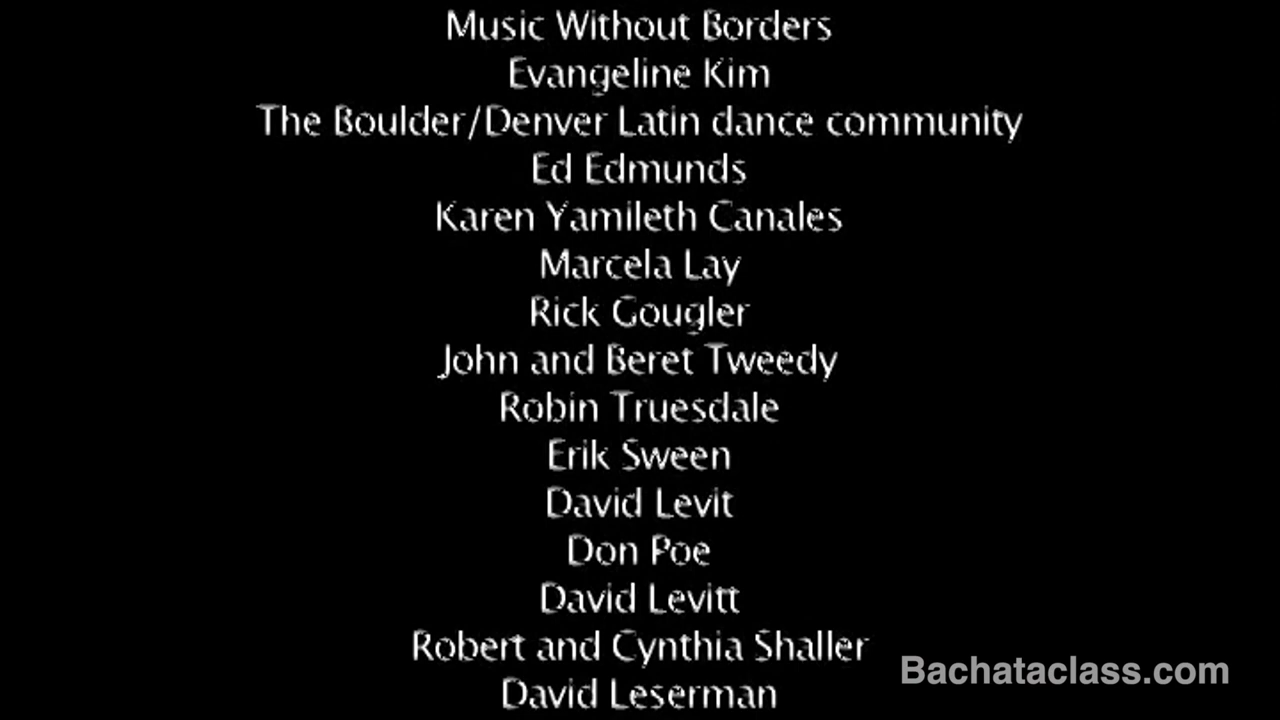 Music Without Borders
Evangeline Kim
The Boulder/Denver Latin dance community
Ed Edmunds
Karen Yamileth Canales
Marcela Lay
Rick Gougler
John and Beret Tweedy
Robin Truesdale
Erik Sween
David Levit
Don Poe
David Levitt
Robert and Cynthia Shaller
David Leserman
Bachataclass.com